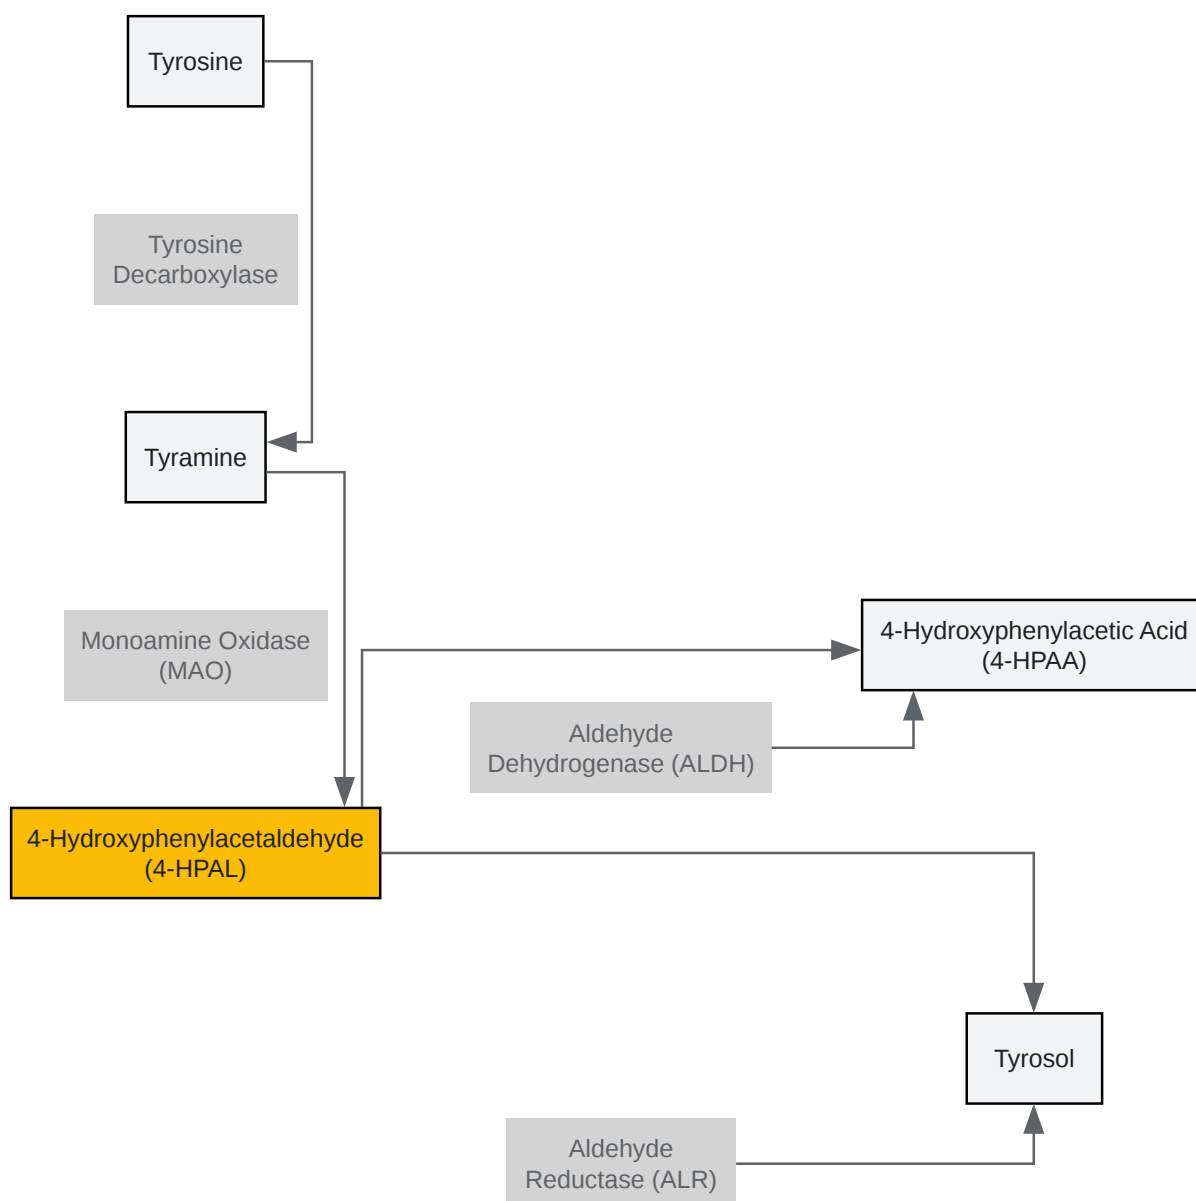 Tyrosine
Tyrosine
Decarboxylase
Tyramine
Monoamine Oxidase
(MAO)
4-Hydroxyphenylacetic Acid
(4-HPAA)
Aldehyde
Dehydrogenase (ALDH)
4-Hydroxyphenylacetaldehyde
(4-HPAL)
Tyrosol
Aldehyde
Reductase (ALR)